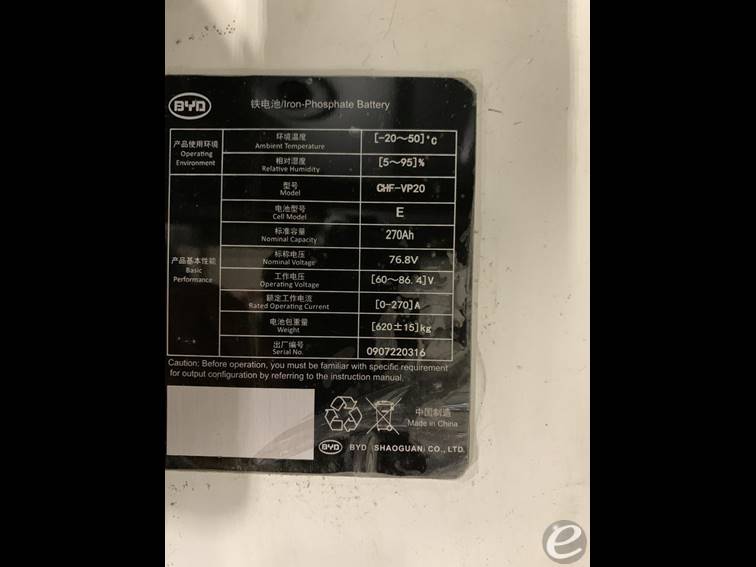 BYD 铁电池/Iron-Phosphate Battery
产品使用环境
Operating
Environment
环境温度
Ambient Temperature
[-20～50]°C
相对湿度
Relative Humidity
[5～95]%
产品基本性能
Basic
Performance
型号
Model
CHF-VP20
电池型号
Cell Model
E
标准容量
Nominal Capacity
270Ah
标称电压
Nominal Voltage
76.8V
工作电压
Operating Voltage
[60～86.4]V
额定工作电流
Rated Operating Current
[0-270]A
电池包重量
Weight
[620±15]kg
出厂编号
Serial No.
0907220316
Caution: Before operation, you must be familiar with specific requirement
for output configuration by referring to the instruction manual.
中国制造
Made in China
BYD BYD (SHAOGUAN) CO., LTD.
e